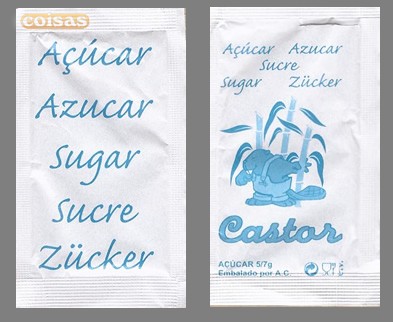 coisas
Açúcar
Azucar
Sugar
Sucre
Zücker
Açúcar Azucar
Sucre
Sugar Zücker
Castor
AÇÚCAR 5/7g
Embalado por A.C.